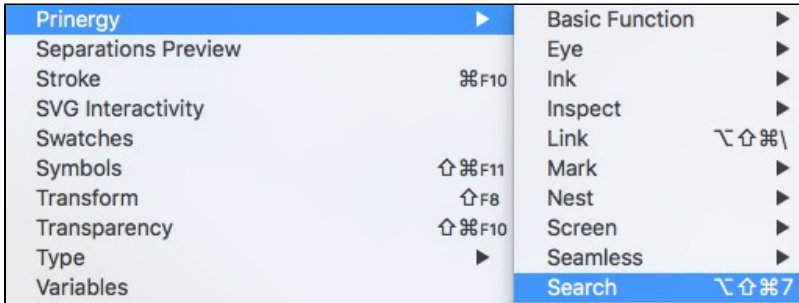 Prinergy ▶
Separations Preview
Stroke ⌘F10
SVG Interactivity
Swatches
Symbols ⇧⌘F11
Transform ⇧F8
Transparency ⇧⌘F10
Type ▶
Variables
Basic Function ▶
Eye ▶
Ink ▶
Inspect ▶
Link ⌥⇧⌘\
Mark ▶
Nest ▶
Screen ▶
Seamless ▶
Search ⌥⇧⌘7